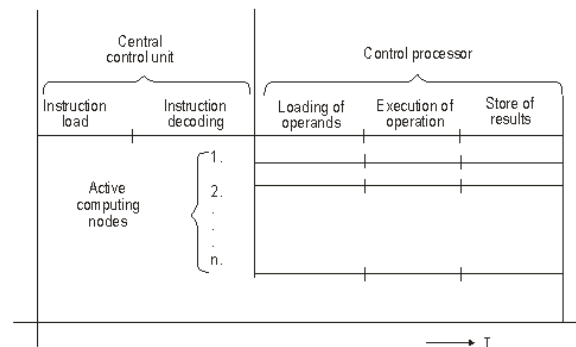 Central
control unit
Control processor
Instruction
load
Instruction
decoding
Loading of
operands
Execution of
operation
Store of
results
Active
computing
nodes
1.
2.
.
.
.
n.
T